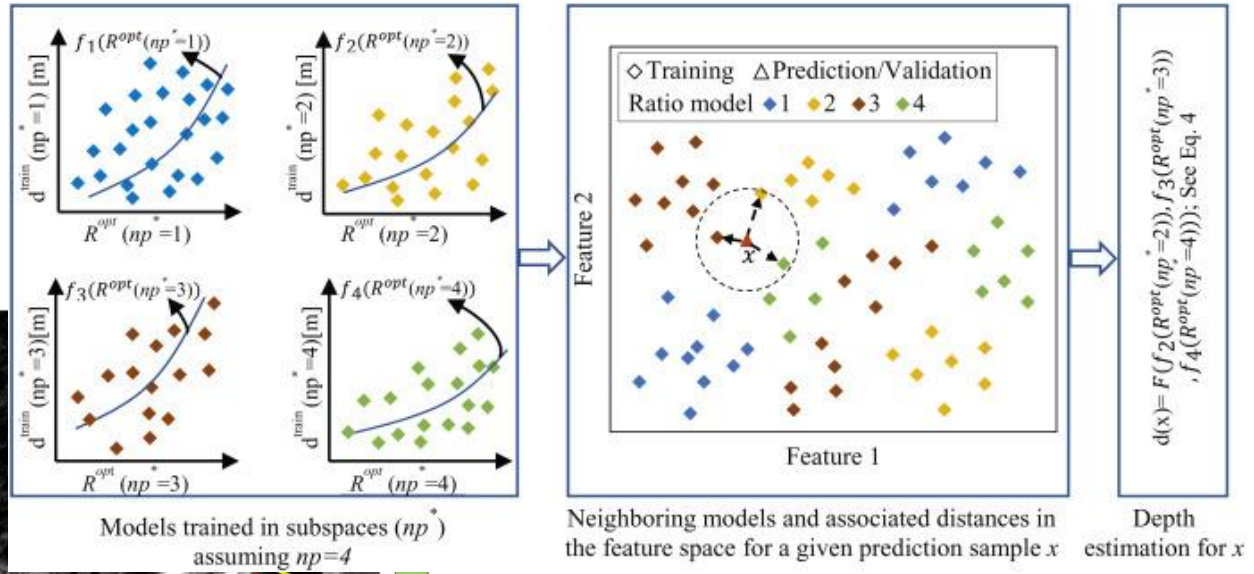 f₁(R^opt(np*=1))
d^train (np*=1) [m]
R^opt (np*=1)
f₂(R^opt(np*=2))
d^train (np*=2) [m]
R^opt (np*=2)
f₃(R^opt(np*=3))
d^train (np*=3)[m]
R^opt (np*=3)
f₄(R^opt(np*=4))
d^train (np*=4)[m]
R^opt (np*=4)
Models trained in subspaces (np*)
assuming np=4
Training Prediction/Validation
Ratio model 1 2 3 4
x
Feature 2
Feature 1
Neighboring models and associated distances in
the feature space for a given prediction sample x
d(x)= F(f₂(R^opt(np*=2)),f₃(R^opt(np*=3))
,f₄(R^opt(np*=4))); See Eq. 4
Depth
estimation for x